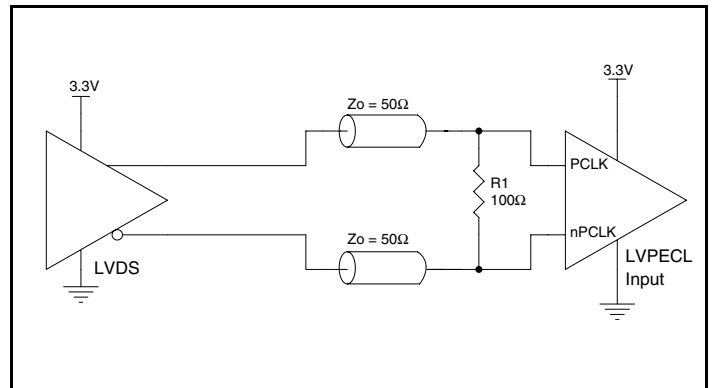 3.3V
3.3V
Zo = 50Ω
PCLK
R1
100Ω
nPCLK
Zo = 50Ω
LVDS
LVPECL
Input